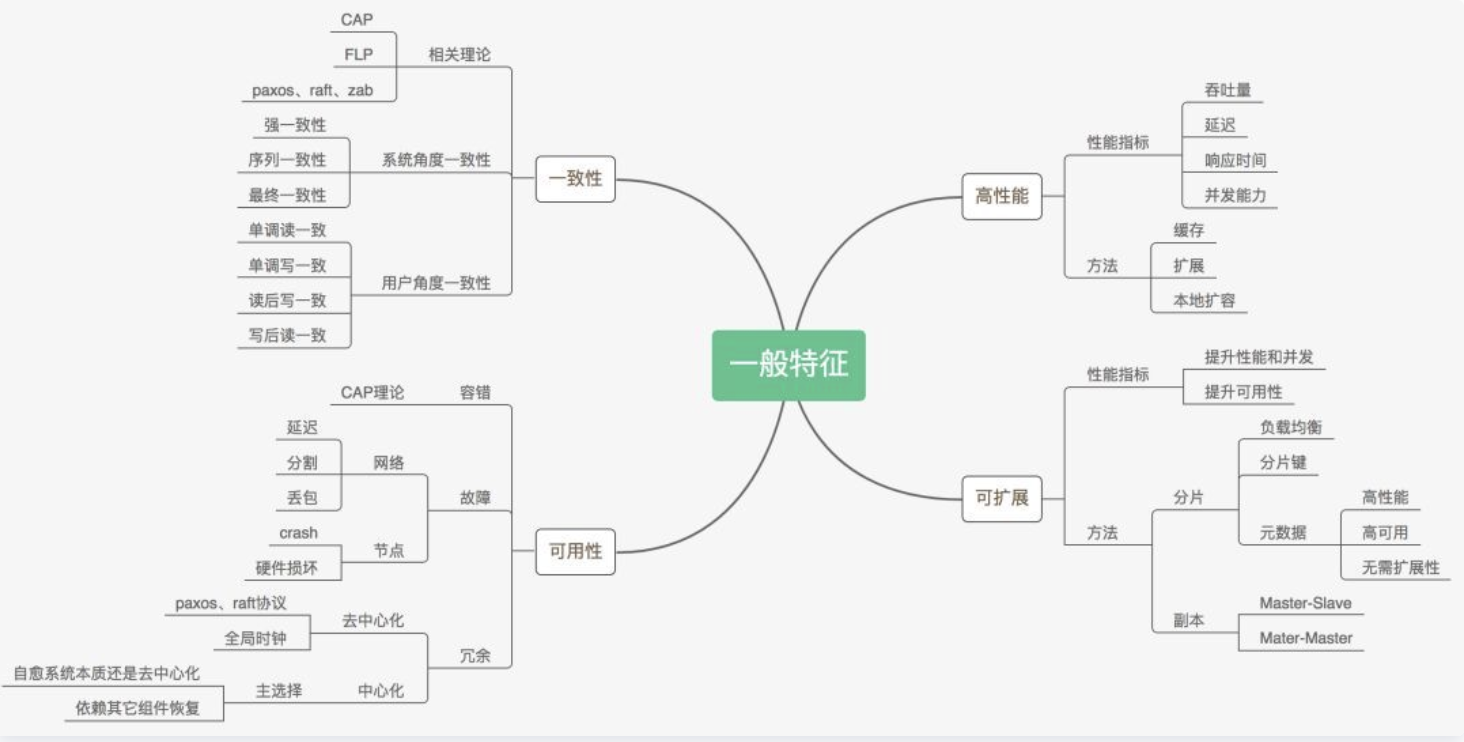 一般特征
一致性
相关理论
CAP
FLP
paxos、raft、zab
系统角度一致性
强一致性
序列一致性
最终一致性
用户角度一致性
单调读一致
单调写一致
读后写一致
写后读一致
可用性
容错
CAP理论
故障
网络
延迟
分割
丢包
节点
crash
硬件损坏
冗余
去中心化
paxos、raft协议
全局时钟
中心化
主选择
自愈系统本质还是去中心化
依赖其它组件恢复
高性能
性能指标
吞吐量
延迟
响应时间
并发能力
方法
缓存
扩展
本地扩容
可扩展
性能指标
提升性能和并发
提升可用性
方法
分片
负载均衡
分片键
元数据
高性能
高可用
无需扩展性
副本
Master-Slave
Mater-Master